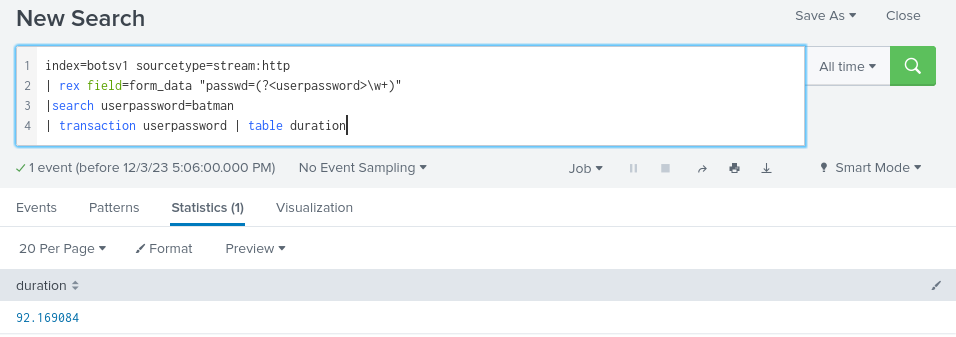 New Search
Save As
Close
1 index=botsv1 sourcetype=stream:http
2 | rex field=form_data "passwd=(?<userpassword>\w+)"
3 |search userpassword=batman
4 | transaction userpassword | table duration
All time
1 event (before 12/3/23 5:06:00.000 PM)
No Event Sampling
Job
Smart Mode
Events
Patterns
Statistics (1)
Visualization
20 Per Page
Format
Preview
duration
92.169084